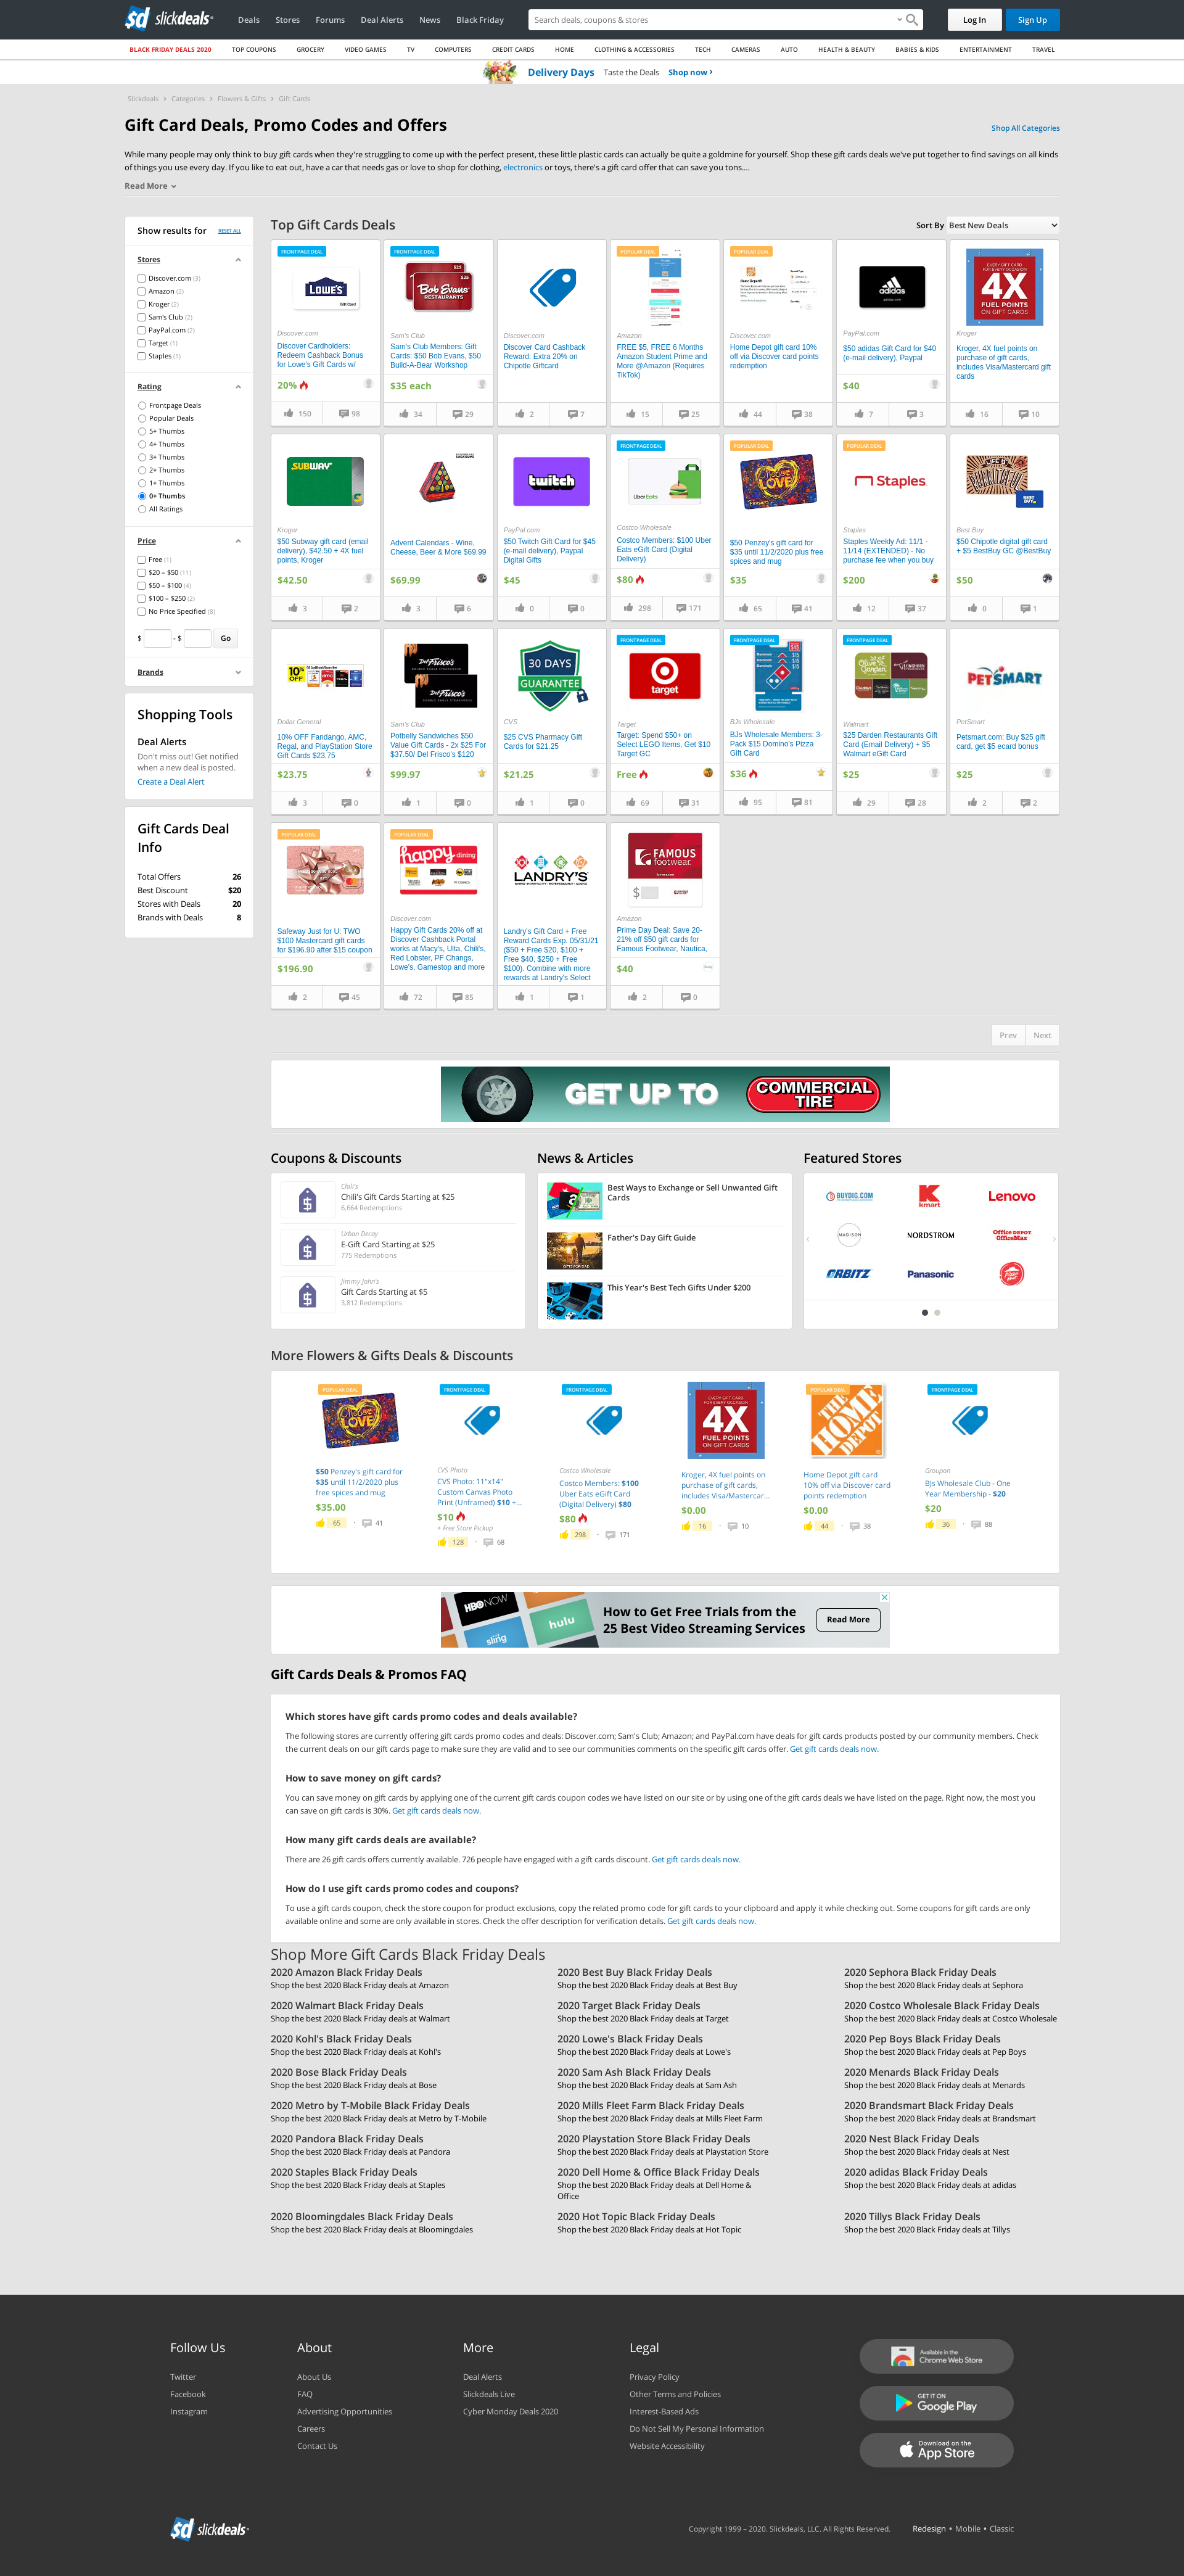 slickdeals
Deals Stores Forums Deal Alerts News Black Friday
Search deals, coupons & stores
Log In Sign Up
BLACK FRIDAY DEALS 2020 TOP COUPONS GROCERY VIDEO GAMES TV COMPUTERS CREDIT CARDS HOME CLOTHING & ACCESSORIES TECH CAMERAS AUTO HEALTH & BEAUTY BABIES & KIDS ENTERTAINMENT TRAVEL
Delivery Days Taste the Deals Shop now ›
Slickdeals › Categories › Flowers & Gifts › Gift Cards
Gift Card Deals, Promo Codes and Offers
Shop All Categories
While many people may only think to buy gift cards when they're struggling to come up with the perfect present, these little plastic cards can actually be quite a goldmine for yourself. Shop these gift cards deals we've put together to find savings on all kinds
of things you use every day. If you like to eat out, have a car that needs gas or love to shop for clothing, electronics or toys, there's a gift card offer that can save you tons....
Read More
Show results for RESET ALL
Stores
Discover.com (3)
Amazon (2)
Kroger (2)
Sam's Club (2)
PayPal.com (2)
Target (1)
Staples (1)
Rating
Frontpage Deals
Popular Deals
5+ Thumbs
4+ Thumbs
3+ Thumbs
2+ Thumbs
1+ Thumbs
0+ Thumbs
All Ratings
Price
Free (1)
$20 – $50 (11)
$50 – $100 (4)
$100 – $250 (2)
No Price Specified (8)
$ - $ Go
Brands
Shopping Tools
Deal Alerts
Don't miss out! Get notified
when a new deal is posted.
Create a Deal Alert
Gift Cards Deal
Info
Total Offers 26
Best Discount $20
Stores with Deals 20
Brands with Deals 8
Top Gift Cards Deals
Sort By Best New Deals
FRONTPAGE DEAL
LOWE'S
Gift Card
Discover.com
Discover Cardholders:
Redeem Cashback Bonus
for Lowe's Gift Cards w/
20%
150 98
FRONTPAGE DEAL
$25
$25
Bob Evans
RESTAURANTS
Sam's Club
Sam's Club Members: Gift
Cards: $50 Bob Evans, $50
Build-A-Bear Workshop
$35 each
34 29
Discover.com
Discover Card Cashback
Reward: Extra 20% on
Chipotle Giftcard
2 7
POPULAR DEAL
Amazon
FREE $5, FREE 6 Months
Amazon Student Prime and
More @Amazon (Requires
TikTok)
15 25
POPULAR DEAL
Discover.com
Home Depot gift card 10%
off via Discover card points
redemption
44 38
adidas
PayPal.com
$50 adidas Gift Card for $40
(e-mail delivery), Paypal
$40
7 3
EVERY GIFT CARD
FOR EVERY OCCASION
4X
FUEL POINTS
ON GIFT CARDS
Kroger
Kroger, 4X fuel points on
purchase of gift cards,
includes Visa/Mastercard gift
cards
16 10
SUBWAY
Kroger
$50 Subway gift card (email
delivery), $42.50 + 4X fuel
points, Kroger
$42.50
3 2
Advent Calendars - Wine,
Cheese, Beer & More $69.99
$69.99
3 6
twitch
PayPal.com
$50 Twitch Gift Card for $45
(e-mail delivery), Paypal
Digital Gifts
$45
0 0
FRONTPAGE DEAL
Uber Eats
Costco Wholesale
Costco Members: $100 Uber
Eats eGift Card (Digital
Delivery)
$80
298 171
POPULAR DEAL
Choose LOVE
$50 Penzey's gift card for
$35 until 11/2/2020 plus free
spices and mug
$35
65 41
POPULAR DEAL
Staples
Staples
Staples Weekly Ad: 11/1 -
11/14 (EXTENDED) - No
purchase fee when you buy
$200
12 37
BEST BUY
Best Buy
$50 Chipotle digital gift card
+ $5 BestBuy GC @BestBuy
$50
0 1
10% OFF
Dollar General
10% OFF Fandango, AMC,
Regal, and PlayStation Store
Gift Cards $23.75
$23.75
3 0
Del Frisco's
Del Frisco's
Sam's Club
Potbelly Sandwiches $50
Value Gift Cards - 2x $25 For
$37.50/ Del Frisco's $120
$99.97
1 0
30 DAYS
GUARANTEE
CVS
$25 CVS Pharmacy Gift
Cards for $21.25
$21.25
1 0
FRONTPAGE DEAL
target
Target
Target: Spend $50+ on
Select LEGO Items, Get $10
Target GC
Free
69 31
FRONTPAGE DEAL
$45
$15
$15
$15
BJs Wholesale
BJs Wholesale Members: 3-
Pack $15 Domino's Pizza
Gift Card
$36
95 81
FRONTPAGE DEAL
Olive Garden
Walmart
$25 Darden Restaurants Gift
Card (Email Delivery) + $5
Walmart eGift Card
$25
29 28
PETSMART
PetSmart
Petsmart.com: Buy $25 gift
card, get $5 ecard bonus
$25
2 2
POPULAR DEAL
Safeway Just for U: TWO
$100 Mastercard gift cards
for $196.90 after $15 coupon
$196.90
2 45
POPULAR DEAL
happy dining
Discover.com
Happy Gift Cards 20% off at
Discover Cashback Portal
works at Macy's, Ulta, Chili's,
Red Lobster, PF Changs,
Lowe's, Gamestop and more
72 85
LANDRY'S
Landry's Gift Card + Free
Reward Cards Exp. 05/31/21
($50 + Free $20, $100 +
Free $40, $250 + Free
$100). Combine with more
rewards at Landry's Select
1 1
FAMOUS
footwear
$
Amazon
Prime Day Deal: Save 20-
21% off $50 gift cards for
Famous Footwear, Nautica,
$40
2 0
Prev Next
GET UP TO COMMERCIAL TIRE
Coupons & Discounts
Chili's
Chili's Gift Cards Starting at $25
6,664 Redemptions
Urban Decay
E-Gift Card Starting at $25
775 Redemptions
Jimmy John's
Gift Cards Starting at $5
3,812 Redemptions
News & Articles
Best Ways to Exchange or Sell Unwanted Gift
Cards
Father's Day Gift Guide
This Year's Best Tech Gifts Under $200
Featured Stores
BUYDIG.COM kmart Lenovo
MADISON NORDSTROM Office DEPOT OfficeMax
ORBITZ Panasonic Pizza Hut
More Flowers & Gifts Deals & Discounts
POPULAR DEAL
Choose LOVE
$50 Penzey's gift card for
$35 until 11/2/2020 plus
free spices and mug
$35.00
65 • 41
FRONTPAGE DEAL
CVS Photo
CVS Photo: 11"x14"
Custom Canvas Photo
Print (Unframed) $10 +...
$10
+ Free Store Pickup
128 • 68
FRONTPAGE DEAL
Costco Wholesale
Costco Members: $100
Uber Eats eGift Card
(Digital Delivery) $80
$80
298 • 171
EVERY GIFT CARD
FOR EVERY OCCASION
4X
FUEL POINTS
ON GIFT CARDS
Kroger, 4X fuel points on
purchase of gift cards,
includes Visa/Mastercar...
$0.00
16 • 10
POPULAR DEAL
THE HOME DEPOT
Home Depot gift card
10% off via Discover card
points redemption
$0.00
44 • 38
FRONTPAGE DEAL
Groupon
BJs Wholesale Club - One
Year Membership - $20
$20
36 • 88
HBO NOW
hulu
sling
How to Get Free Trials from the
25 Best Video Streaming Services
Read More
Gift Cards Deals & Promos FAQ
Which stores have gift cards promo codes and deals available?
The following stores are currently offering gift cards promo codes and deals: Discover.com; Sam's Club; Amazon; and PayPal.com have deals for gift cards products posted by our community members. Check
the current deals on our gift cards page to make sure they are valid and to see our communities comments on the specific gift cards offer. Get gift cards deals now.
How to save money on gift cards?
You can save money on gift cards by applying one of the current gift cards coupon codes we have listed on our site or by using one of the gift cards deals we have listed on the page. Right now, the most you
can save on gift cards is 30%. Get gift cards deals now.
How many gift cards deals are available?
There are 26 gift cards offers currently available. 726 people have engaged with a gift cards discount. Get gift cards deals now.
How do I use gift cards promo codes and coupons?
To use a gift cards coupon, check the store coupon for product exclusions, copy the related promo code for gift cards to your clipboard and apply it while checking out. Some coupons for gift cards are only
available online and some are only available in stores. Check the offer description for verification details. Get gift cards deals now.
Shop More Gift Cards Black Friday Deals
2020 Amazon Black Friday Deals
Shop the best 2020 Black Friday deals at Amazon
2020 Best Buy Black Friday Deals
Shop the best 2020 Black Friday deals at Best Buy
2020 Sephora Black Friday Deals
Shop the best 2020 Black Friday deals at Sephora
2020 Walmart Black Friday Deals
Shop the best 2020 Black Friday deals at Walmart
2020 Target Black Friday Deals
Shop the best 2020 Black Friday deals at Target
2020 Costco Wholesale Black Friday Deals
Shop the best 2020 Black Friday deals at Costco Wholesale
2020 Kohl's Black Friday Deals
Shop the best 2020 Black Friday deals at Kohl's
2020 Lowe's Black Friday Deals
Shop the best 2020 Black Friday deals at Lowe's
2020 Pep Boys Black Friday Deals
Shop the best 2020 Black Friday deals at Pep Boys
2020 Bose Black Friday Deals
Shop the best 2020 Black Friday deals at Bose
2020 Sam Ash Black Friday Deals
Shop the best 2020 Black Friday deals at Sam Ash
2020 Menards Black Friday Deals
Shop the best 2020 Black Friday deals at Menards
2020 Metro by T-Mobile Black Friday Deals
Shop the best 2020 Black Friday deals at Metro by T-Mobile
2020 Mills Fleet Farm Black Friday Deals
Shop the best 2020 Black Friday deals at Mills Fleet Farm
2020 Brandsmart Black Friday Deals
Shop the best 2020 Black Friday deals at Brandsmart
2020 Pandora Black Friday Deals
Shop the best 2020 Black Friday deals at Pandora
2020 Playstation Store Black Friday Deals
Shop the best 2020 Black Friday deals at Playstation Store
2020 Nest Black Friday Deals
Shop the best 2020 Black Friday deals at Nest
2020 Staples Black Friday Deals
Shop the best 2020 Black Friday deals at Staples
2020 Dell Home & Office Black Friday Deals
Shop the best 2020 Black Friday deals at Dell Home &
Office
2020 adidas Black Friday Deals
Shop the best 2020 Black Friday deals at adidas
2020 Bloomingdales Black Friday Deals
Shop the best 2020 Black Friday deals at Bloomingdales
2020 Hot Topic Black Friday Deals
Shop the best 2020 Black Friday deals at Hot Topic
2020 Tillys Black Friday Deals
Shop the best 2020 Black Friday deals at Tillys
Follow Us
Twitter
Facebook
Instagram
About
About Us
FAQ
Advertising Opportunities
Careers
Contact Us
More
Deal Alerts
Slickdeals Live
Cyber Monday Deals 2020
Legal
Privacy Policy
Other Terms and Policies
Interest-Based Ads
Do Not Sell My Personal Information
Website Accessibility
Available in the
Chrome Web Store
GET IT ON
Google Play
Download on the
App Store
slickdeals
Copyright 1999 – 2020. Slickdeals, LLC. All Rights Reserved. Redesign • Mobile • Classic